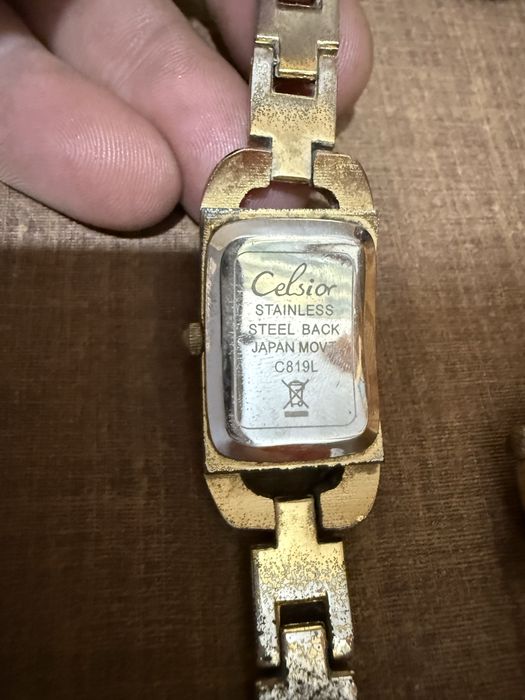 Celsior
STAINLESS
STEEL BACK
JAPAN MOVT
C819L